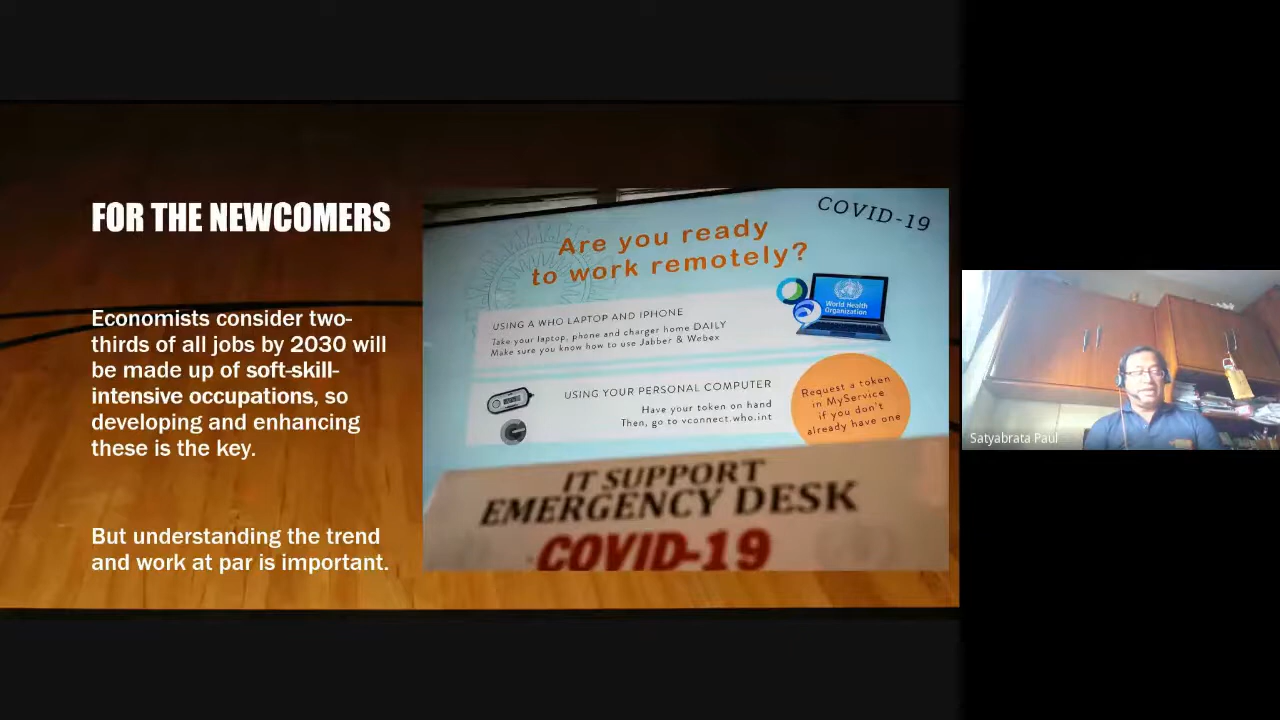 FOR THE NEWCOMERS
Economists consider two-
thirds of all jobs by 2030 will
be made up of soft-skill-
intensive occupations, so
developing and enhancing
these is the key.
But understanding the trend
and work at par is important.
COVID-19
Are you ready
to work remotely?
World Health
Organization
USING A WHO LAPTOP AND IPHONE
Take your laptop, phone and charger home DAILY
Make sure you know how to use Jabber & Webex
USING YOUR PERSONAL COMPUTER
Have your token on hand
Then, go to vconnect.who.int
Request a token
in MyService
if you don't
already have one
IT SUPPORT
EMERGENCY DESK
COVID-19
Satyabrata Paul